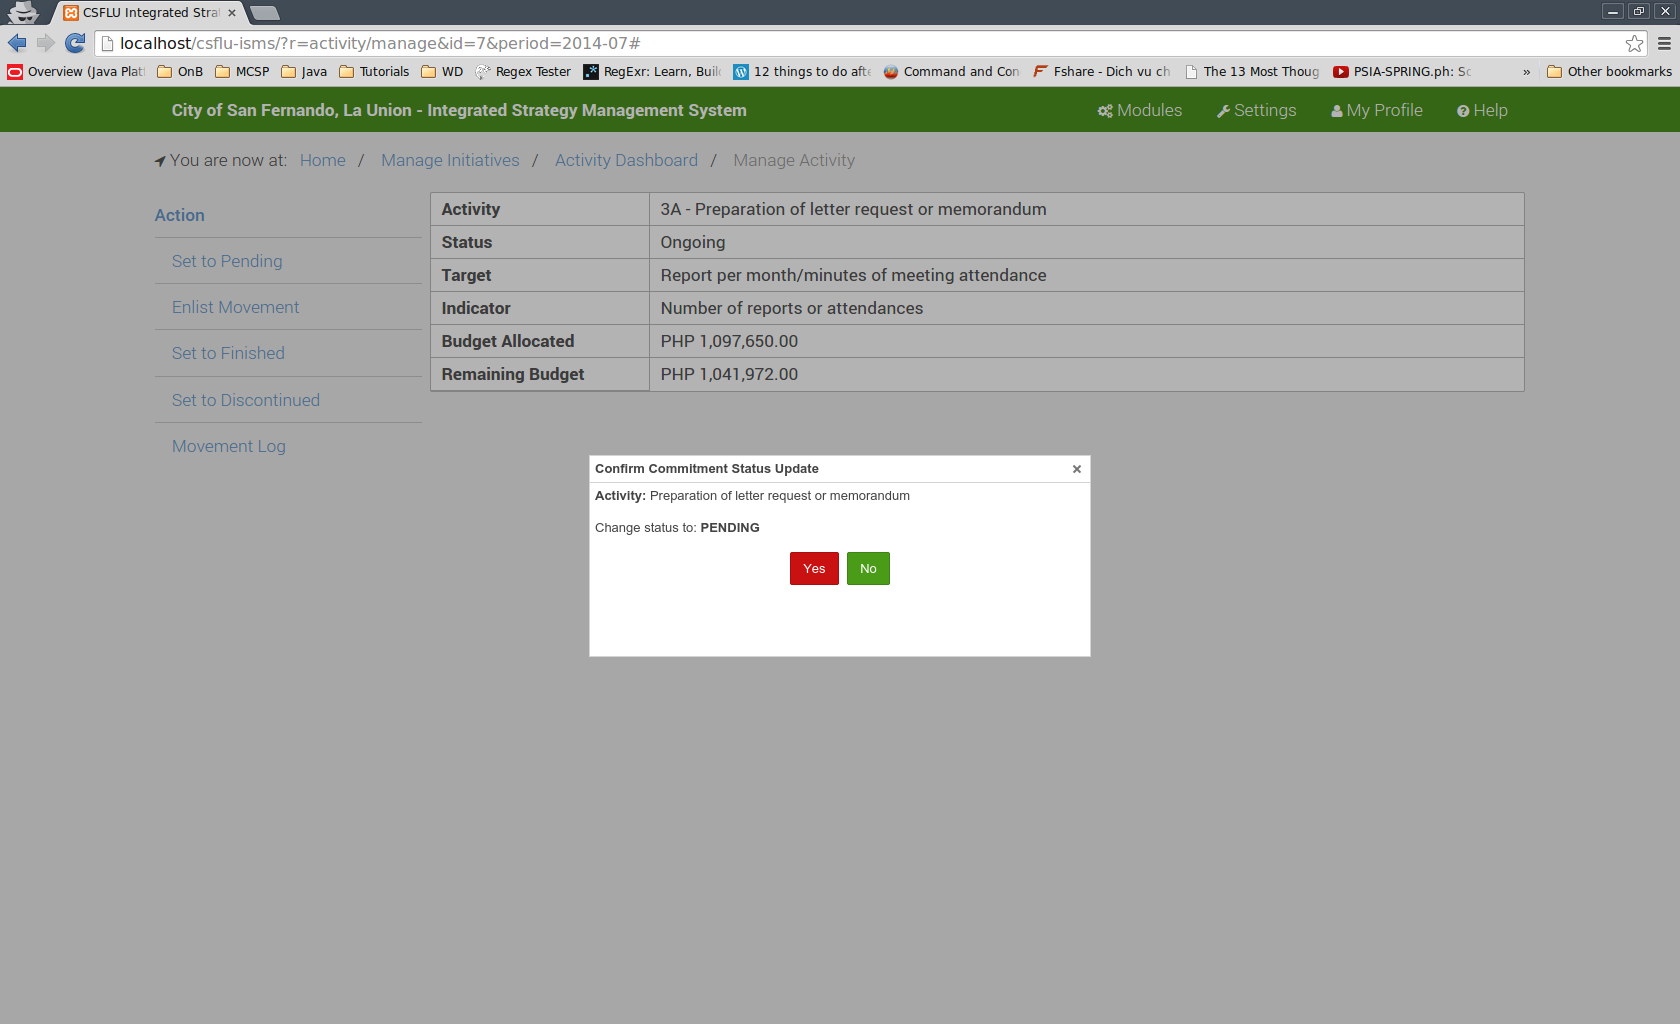 CSFLU Integrated Stra
localhost/csflu-isms/?r=activity/manage&id=7&period=2014-07#
Overview (Java Plat OnB MCSP Java Tutorials WD Regex Tester RegExr: Learn, Buil 12 things to do afte Command and Con Fshare - Dich vu ch The 13 Most Thoug PSIA-SPRING.ph: Sc » Other bookmarks
City of San Fernando, La Union - Integrated Strategy Management System Modules Settings My Profile Help
You are now at: Home / Manage Initiatives / Activity Dashboard / Manage Activity
Action
Set to Pending
Enlist Movement
Set to Finished
Set to Discontinued
Movement Log
Activity 3A - Preparation of letter request or memorandum
Status Ongoing
Target Report per month/minutes of meeting attendance
Indicator Number of reports or attendances
Budget Allocated PHP 1,097,650.00
Remaining Budget PHP 1,041,972.00
Confirm Commitment Status Update ×
Activity: Preparation of letter request or memorandum
Change status to: PENDING
Yes No